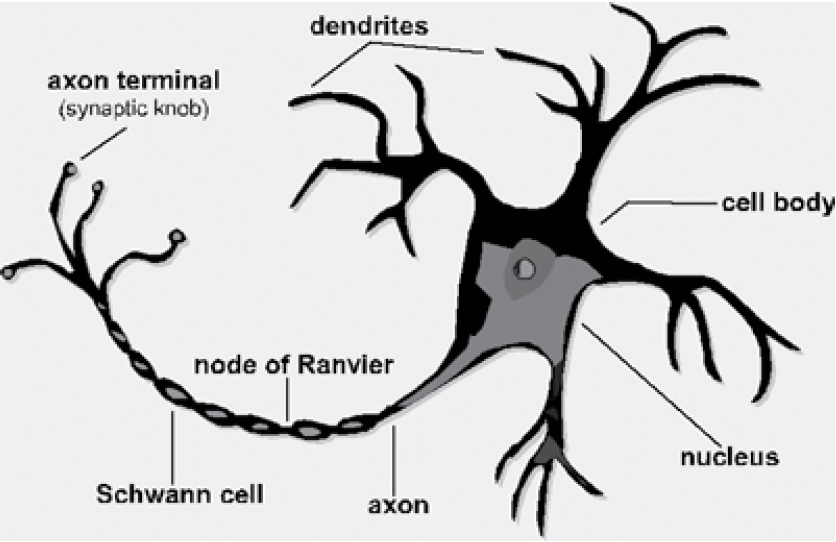 dendrites
axon terminal
(synaptic knob)
cell body
node of Ranvier
nucleus
Schwann cell
axon